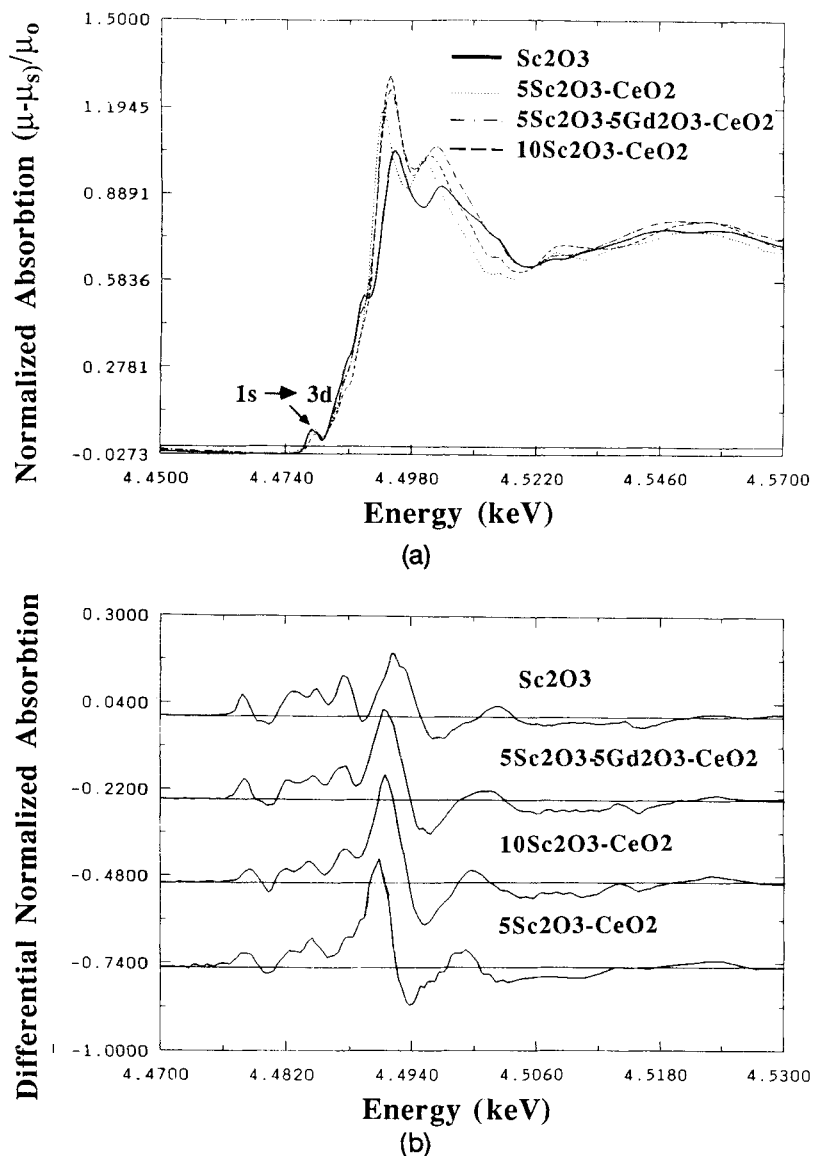 (a)
Normalized Absorbtion (μ-μs)/μo
1.5000
1.1945
0.8891
0.5836
0.2781
-0.0273
Sc2O3
5Sc2O3-CeO2
5Sc2O3-5Gd2O3-CeO2
10Sc2O3-CeO2
1s → 3d
4.4500 4.4740 4.4980 4.5220 4.5460 4.5700
Energy (keV)
(a)
Differential Normalized Absorbtion
0.3000
0.0400
-0.2200
-0.4800
-0.7400
-1.0000
Sc2O3
5Sc2O3-5Gd2O3-CeO2
10Sc2O3-CeO2
5Sc2O3-CeO2
4.4700 4.4820 4.4940 4.5060 4.5180 4.5300
Energy (keV)
(b)